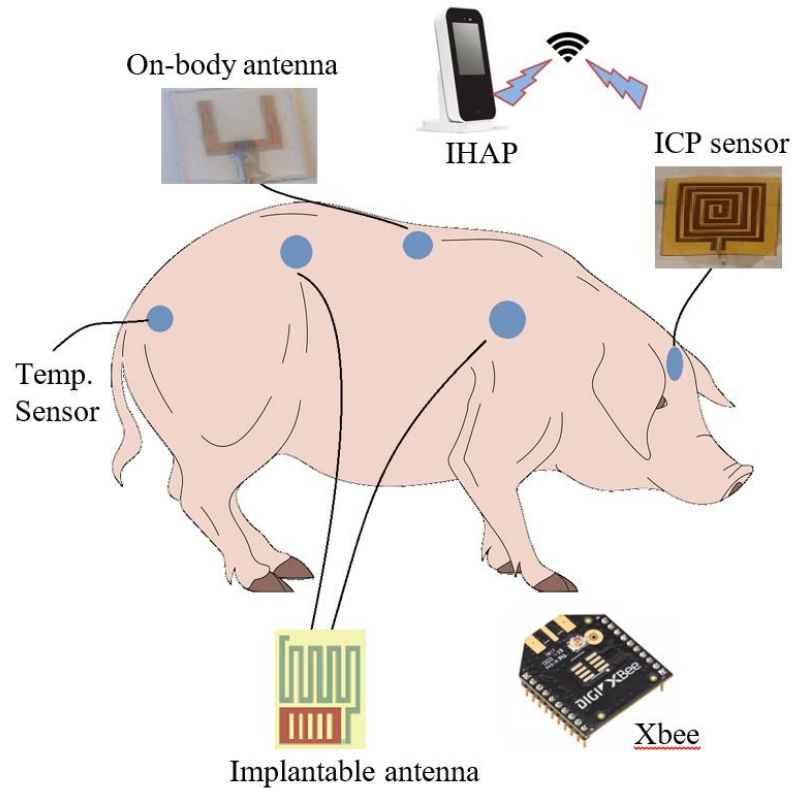 On-body antenna
IHAP
ICP sensor
Temp.
Sensor
DIGI XBee
Xbee
Implantable antenna